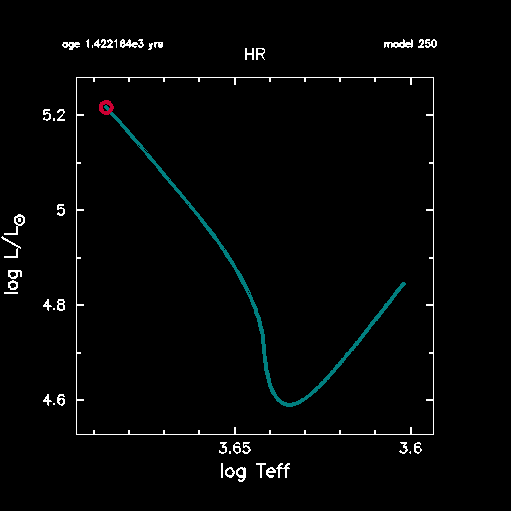 age 1.422164e3 yrs
model 250
HR
5.2
5
4.8
4.6
log L/L⊙
3.65
3.6
log Teff